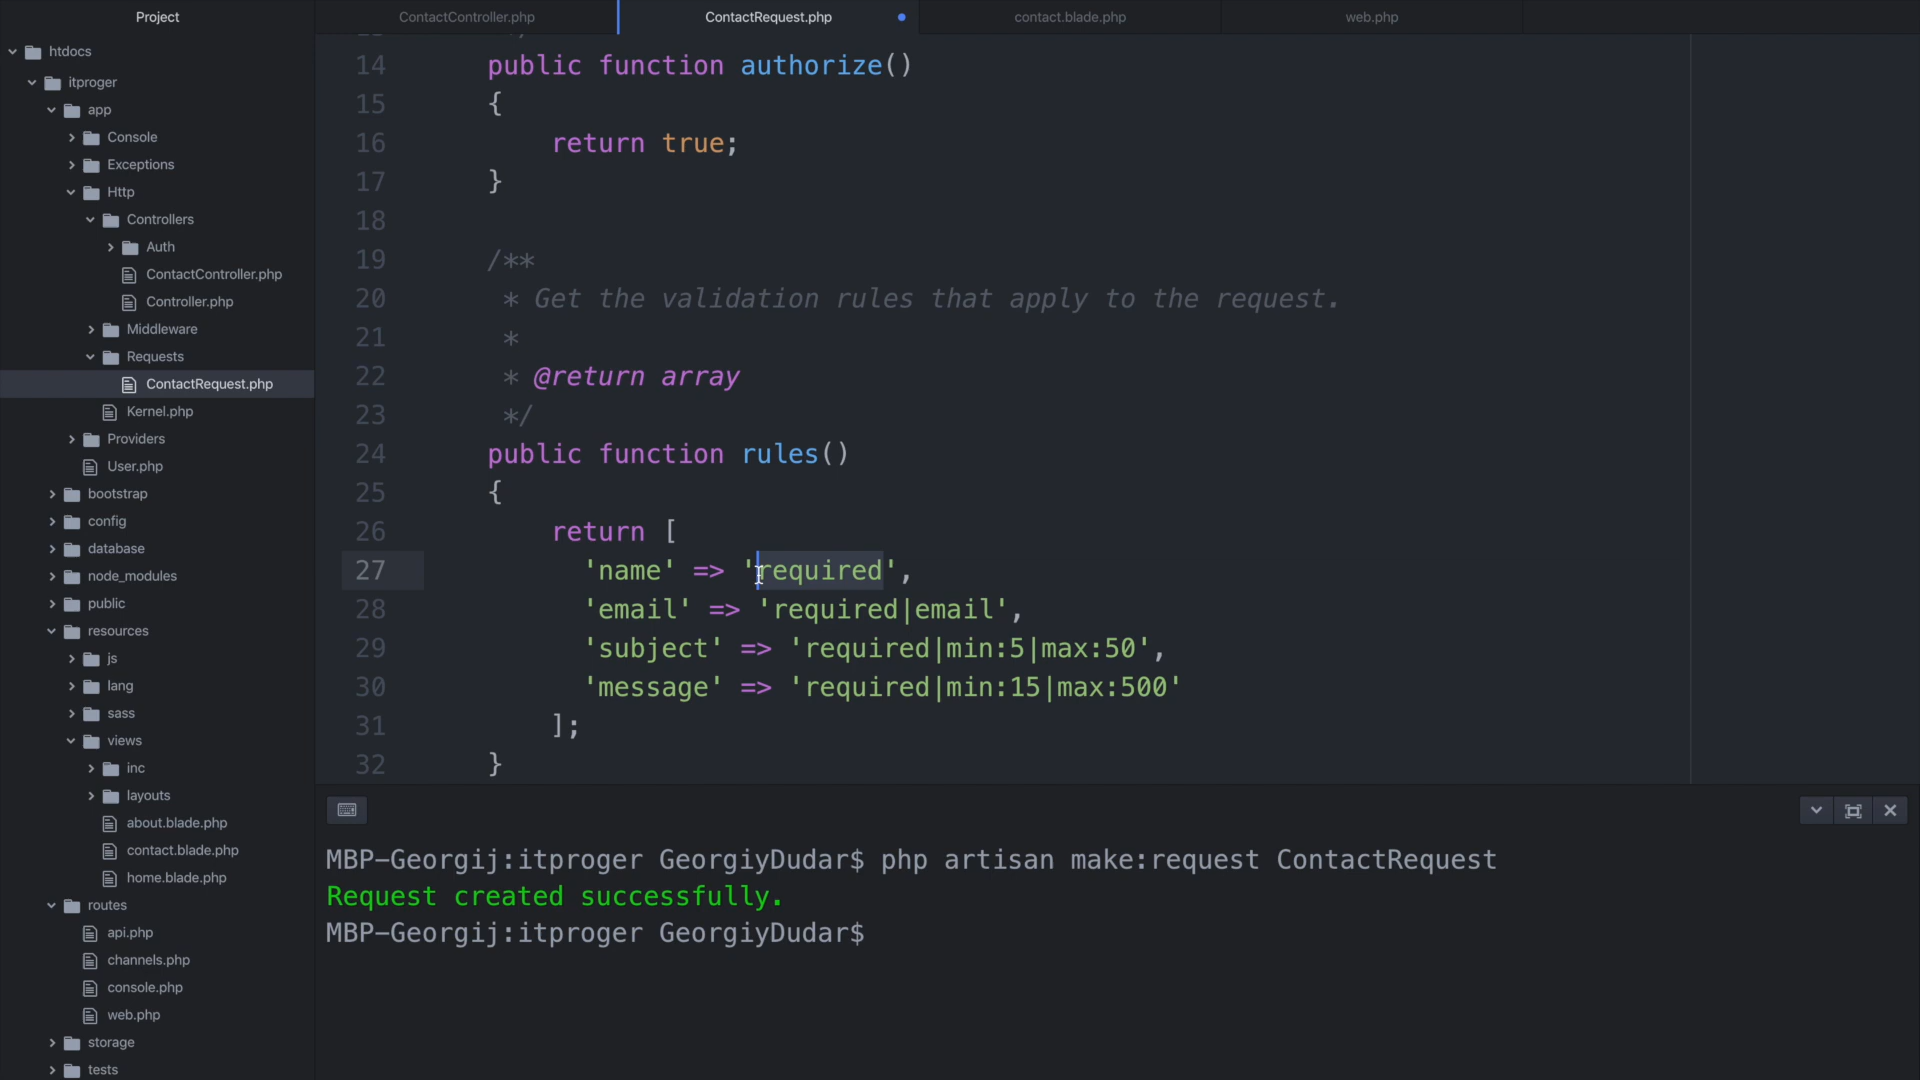 Project
ContactController.php
ContactRequest.php
contact.blade.php
web.php
htdocs
itproger
app
Console
Exceptions
Http
Controllers
Auth
ContactController.php
Controller.php
Middleware
Requests
ContactRequest.php
Kernel.php
Providers
User.php
bootstrap
config
database
node_modules
public
resources
js
lang
sass
views
inc
layouts
about.blade.php
contact.blade.php
home.blade.php
routes
api.php
channels.php
console.php
web.php
storage
tests
14 public function authorize()
15 {
16 return true;
17 }
18
19 /**
20 * Get the validation rules that apply to the request.
21 *
22 * @return array
23 */
24 public function rules()
25 {
26 return [
27 'name' => 'required',
28 'email' => 'required|email',
29 'subject' => 'required|min:5|max:50',
30 'message' => 'required|min:15|max:500'
31 ];
32 }
MBP-Georgij:itproger GeorgiyDudar$ php artisan make:request ContactRequest
Request created successfully.
MBP-Georgij:itproger GeorgiyDudar$